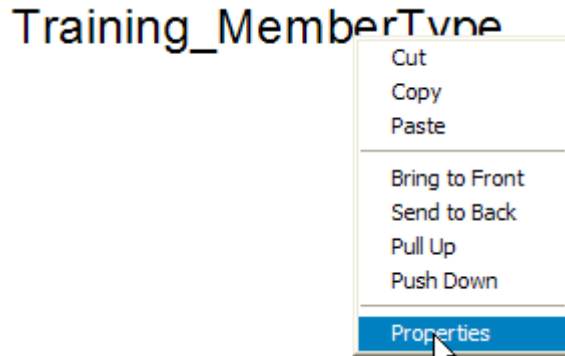 Training_MemberType
Cut
Copy
Paste
Bring to Front
Send to Back
Pull Up
Push Down
Properties